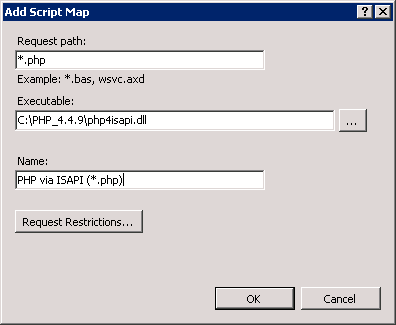 Add Script Map
Request path:
*.php
Example: *.bas, wsvc.axd
Executable:
C:\PHP_4.4.9\php4isapi.dll
...
Name:
PHP via ISAPI (*.php)
Request Restrictions...
OK
Cancel